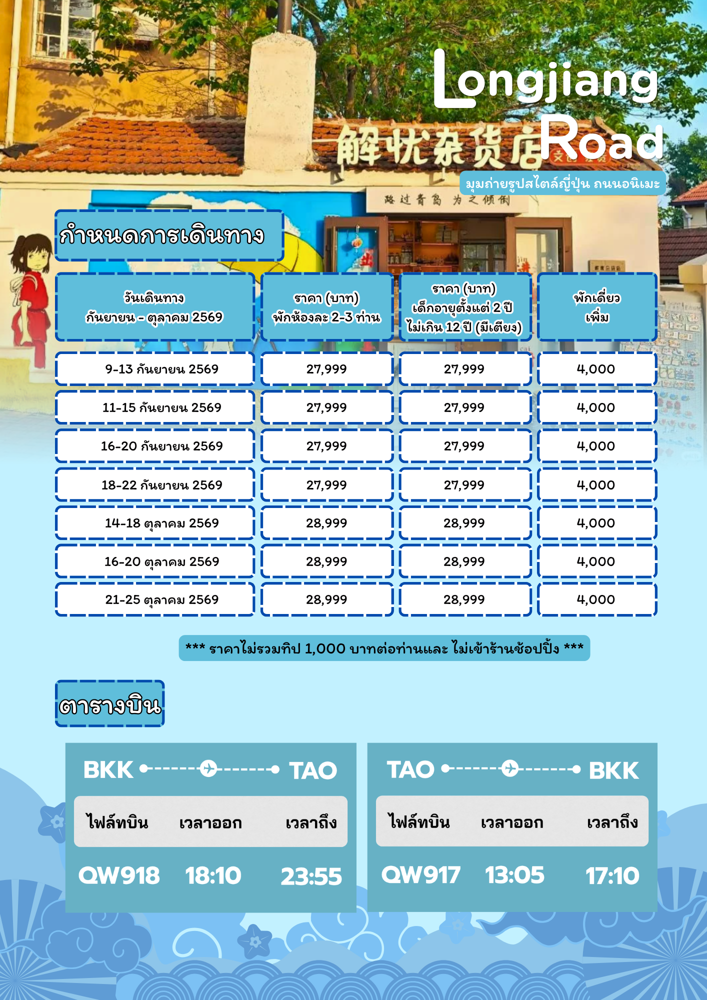 Longjiang
Road
解忧杂货店
มุมถ่ายรูปสไตล์ญี่ปุ่น ถนนอนิเมะ
路过青岛 为之倾倒
กำหนดการเดินทาง
วันเดินทาง
กันยายน - ตุลาคม 2569
ราคา (บาท)
พักห้องละ 2-3 ท่าน
ราคา (บาท)
เด็กอายุตั้งแต่ 2 ปี
ไม่เกิน 12 ปี (มีเตียง)
พักเดี่ยว
เพิ่ม
9-13 กันยายน 2569 27,999 27,999 4,000
11-15 กันยายน 2569 27,999 27,999 4,000
16-20 กันยายน 2569 27,999 27,999 4,000
18-22 กันยายน 2569 27,999 27,999 4,000
14-18 ตุลาคม 2569 28,999 28,999 4,000
16-20 ตุลาคม 2569 28,999 28,999 4,000
21-25 ตุลาคม 2569 28,999 28,999 4,000
*** ราคาไม่รวมทิป 1,000 บาทต่อท่านและ ไม่เข้าร้านช้อปปิ้ง ***
ตารางบิน
BKK TAO
ไฟล์ทบิน เวลาออก เวลาถึง
QW918 18:10 23:55
TAO BKK
ไฟล์ทบิน เวลาออก เวลาถึง
QW917 13:05 17:10